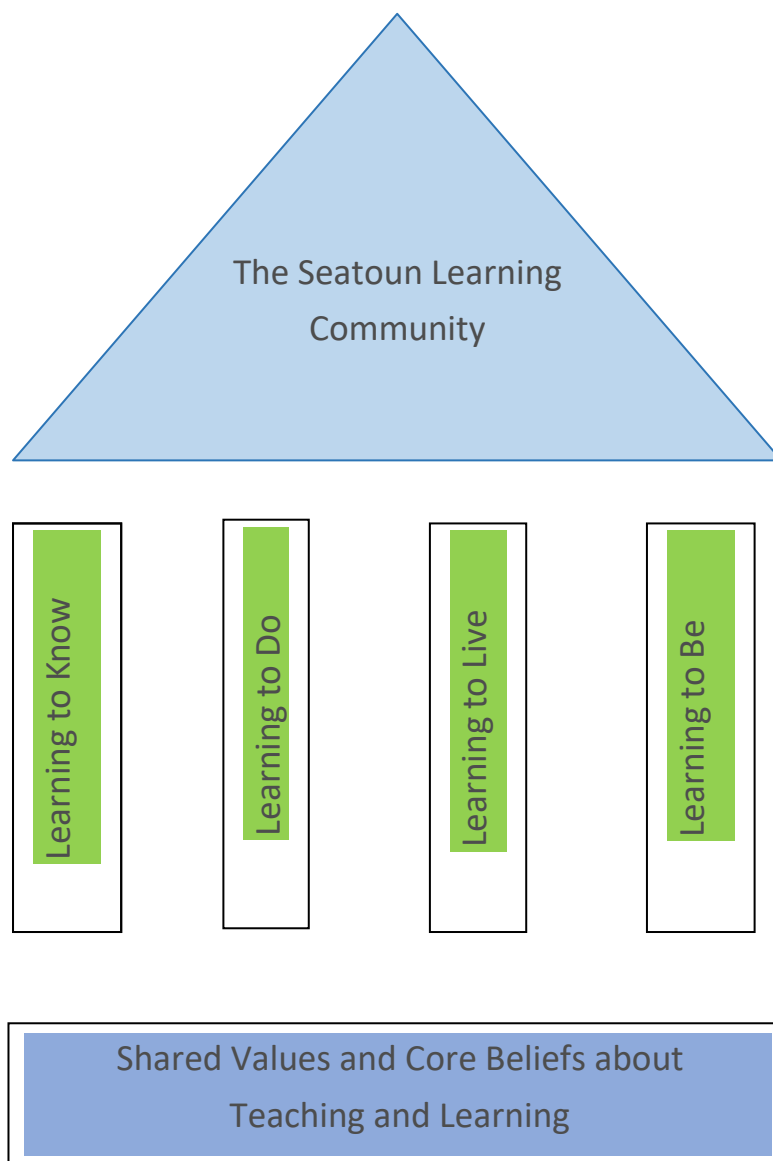 The Seatoun Learning
Community
Learning to Know
Learning to Do
Learning to Live
Learning to Be
Shared Values and Core Beliefs about
Teaching and Learning